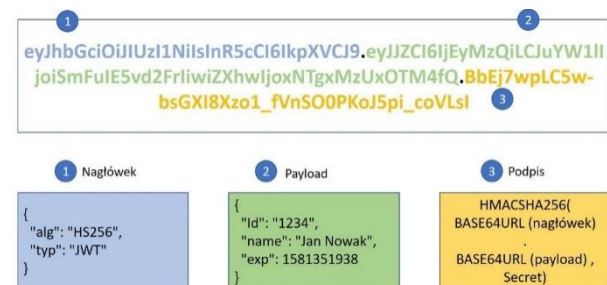 1
2
eyJhbGciOiJIUzI1NiIsInR5cCI6IkpXVCJ9.eyJJZCI6IjEyMzQiLCJuYW1lI
joiSmFuIE5vd2FrIiwiZXhwIjoxNTgxMzUxOTM4fQ.BbEj7wpLC5w-
bsGXI8Xzo1_fVnSO0PKoJ5pi_coVLsI
3
1 Nagłówek
{
"alg": "HS256",
"typ": "JWT"
}
2 Payload
{
"Id": "1234",
"name": "Jan Nowak",
"exp": 1581351938
}
3 Podpis
HMACSHA256(
BASE64URL (nagłówek)
.
BASE64URL (payload) ,
Secret)